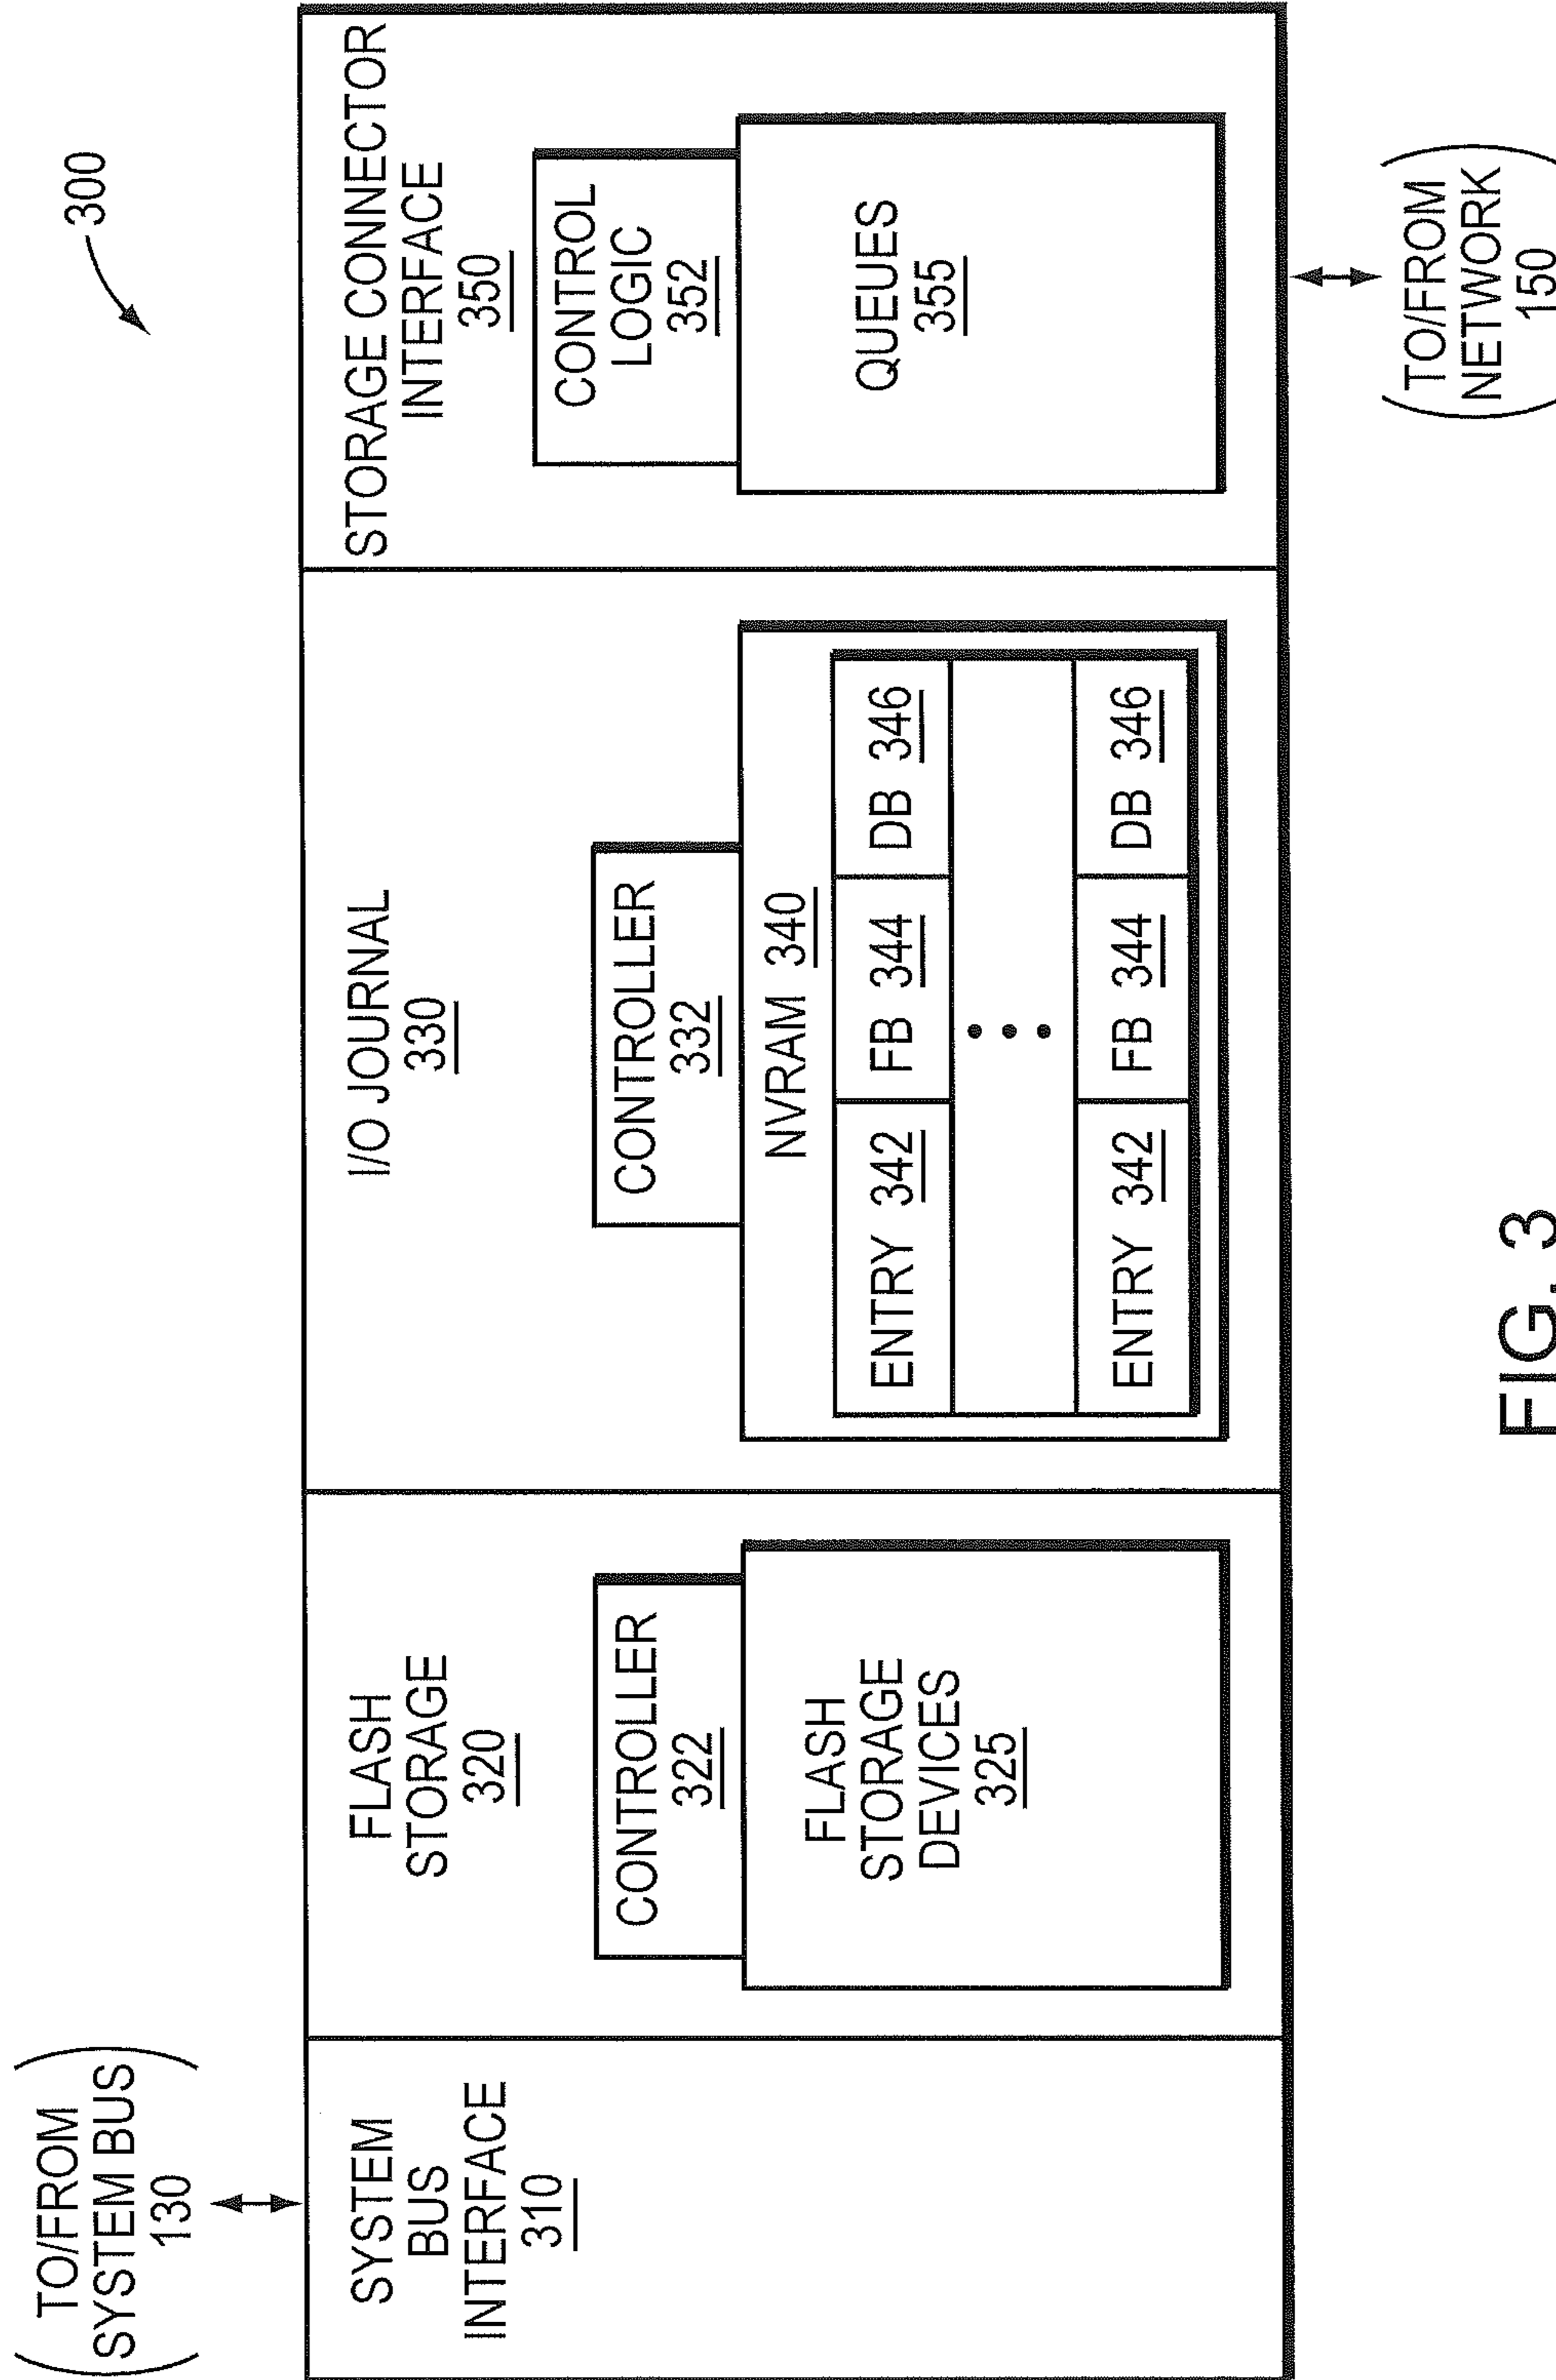 300
TO/FROM
SYSTEM BUS
130
SYSTEM
BUS
INTERFACE
310
FLASH
STORAGE
320
CONTROLLER
322
FLASH
STORAGE
DEVICES
325
I/O JOURNAL
330
CONTROLLER
332
NVRAM 340
ENTRY 342 FB 344 DB 346
ENTRY 342 FB 344 DB 346
STORAGE CONNECTOR
INTERFACE
350
CONTROL
LOGIC
352
QUEUES
355
TO/FROM
NETWORK
150
FIG. 3